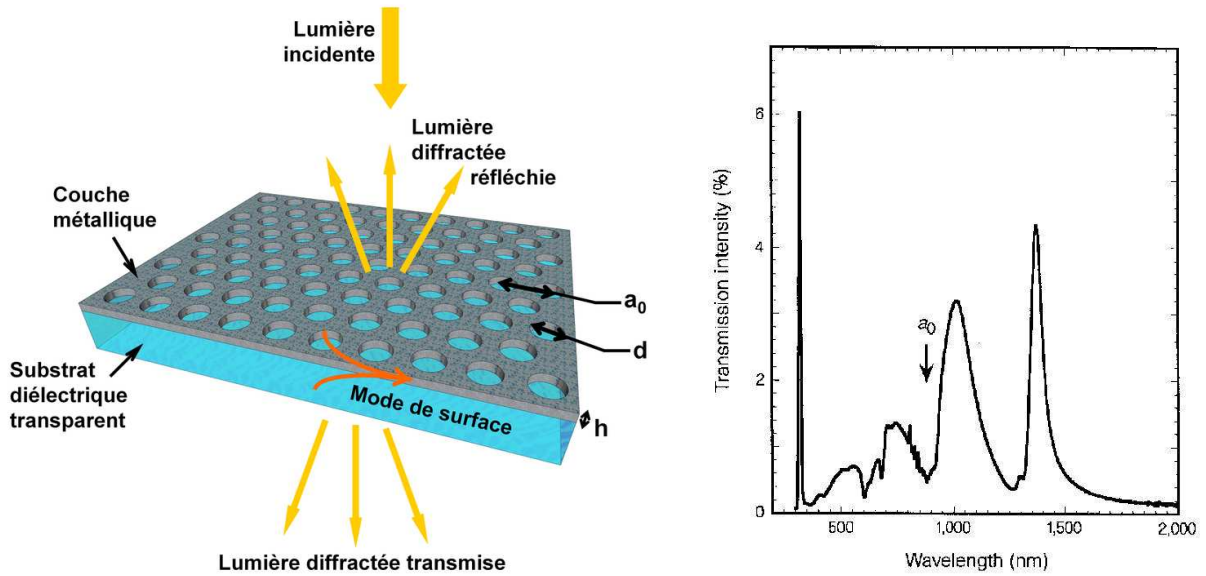 Lumière
incidente
Lumière
diffractée
réfléchie
Couche
métallique
a0
d
Substrat
diélectrique
transparent
Mode de surface
h
Lumière diffractée transmise
Transmission intensity (%)
6
4
2
0
a0
500
1,000
1,500
2,000
Wavelength (nm)